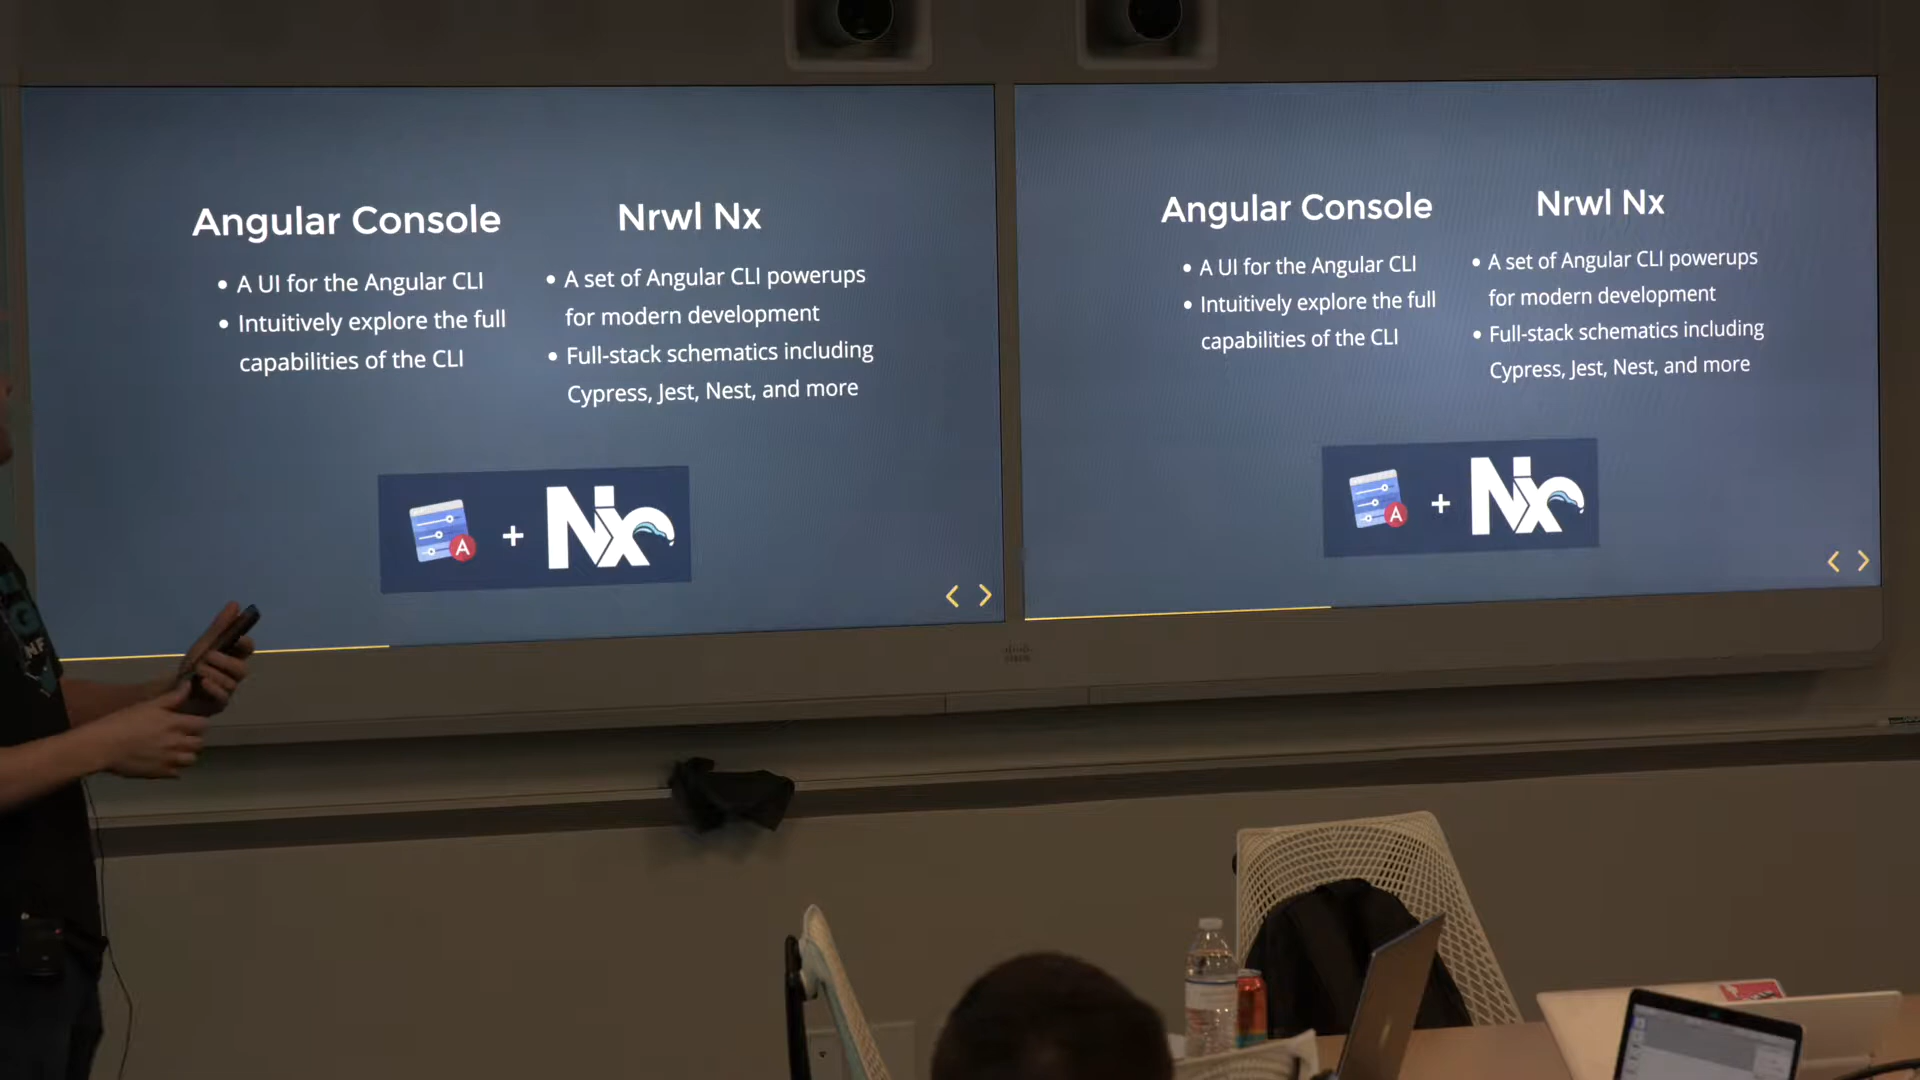 Angular Console
A UI for the Angular CLI
Intuitively explore the full
capabilities of the CLI
Nrwl Nx
A set of Angular CLI powerups
for modern development
Full-stack schematics including
Cypress, Jest, Nest, and more
A
+
Nx
Angular Console
A UI for the Angular CLI
Intuitively explore the full
capabilities of the CLI
Nrwl Nx
A set of Angular CLI powerups
for modern development
Full-stack schematics including
Cypress, Jest, Nest, and more
A
+
Nx